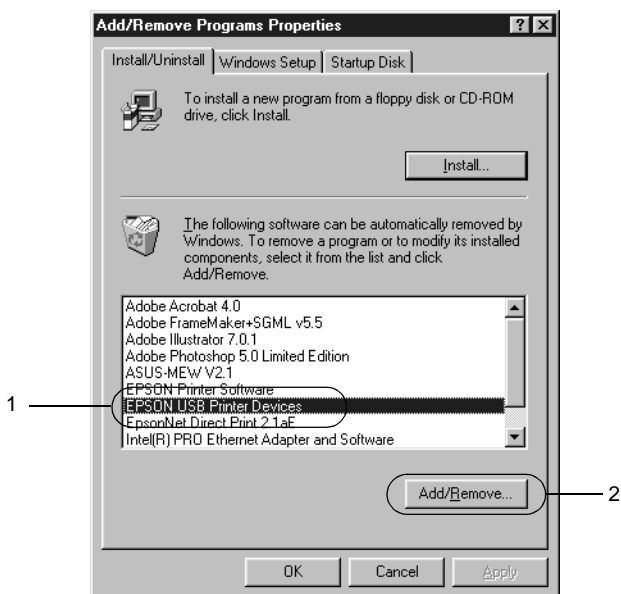 Add/Remove Programs Properties
Install/Uninstall Windows Setup Startup Disk
To install a new program from a floppy disk or CD-ROM
drive, click Install.
Install...
The following software can be automatically removed by
Windows. To remove a program or to modify its installed
components, select it from the list and click
Add/Remove.
Adobe Acrobat 4.0
Adobe FrameMaker+SGML v5.5
Adobe Illustrator 7.0.1
Adobe Photoshop 5.0 Limited Edition
ASUS-MEW V2.1
EPSON Printer Software
1
EPSON USB Printer Devices
EpsonNet Direct Print 2.1aE
Intel(R) PRO Ethernet Adapter and Software
Add/Remove...
2
OK Cancel Apply